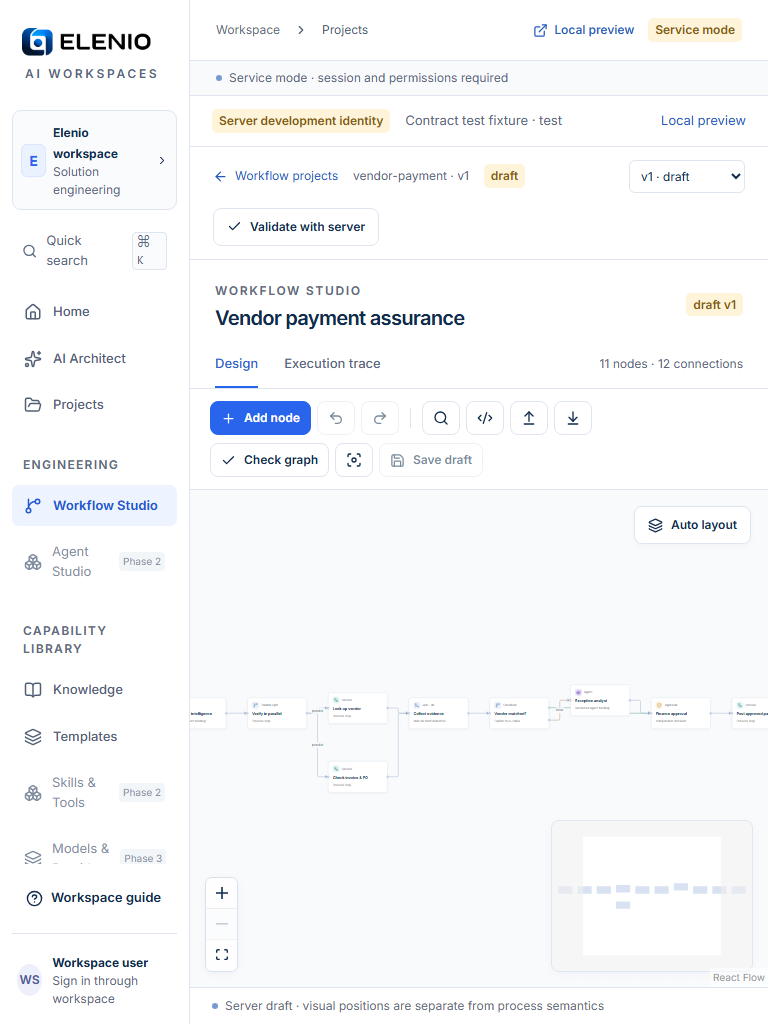 ELENIO
AI WORKSPACES
Elenio
workspace
Solution
engineering
E
Quick
search
⌘
K
Home
AI Architect
Projects
ENGINEERING
Workflow Studio
Agent
Studio
Phase 2
CAPABILITY
LIBRARY
Knowledge
Templates
Skills &
Tools
Phase 2
Models &
Phase 3
Workspace guide
WS
Workspace user
Sign in through
workspace
Workspace > Projects
Local preview
Service mode
Service mode · session and permissions required
Server development identity
Contract test fixture · test
Local preview
Workflow projects
vendor-payment · v1
draft
v1 · draft
Validate with server
WORKFLOW STUDIO
Vendor payment assurance
draft v1
Design
Execution trace
11 nodes · 12 connections
Add node
Check graph
Save draft
Auto layout
Verify in parallel
Look up vendor
Check invoice & PO
Collect evidence
Vendor matched?
Agent
Exception analyst
Finance approval
React Flow
Server draft · visual positions are separate from process semantics